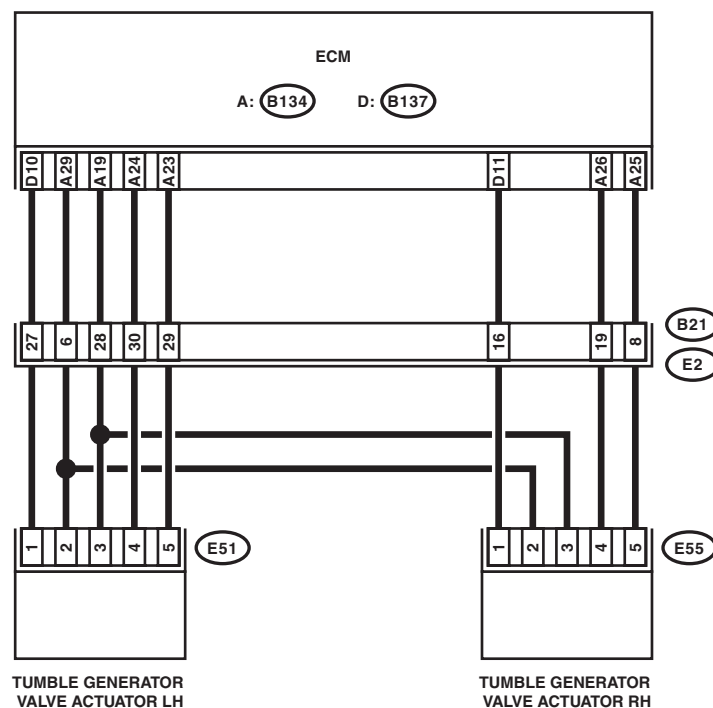 ECM
A: B134 D: B137
D10 A29 A19 A24 A23 D11 A26 A25
27 6 28 30 29 16 19 8
B21
E2
1 2 3 4 5 E51 1 2 3 4 5 E55
TUMBLE GENERATOR
VALVE ACTUATOR LH
TUMBLE GENERATOR
VALVE ACTUATOR RH